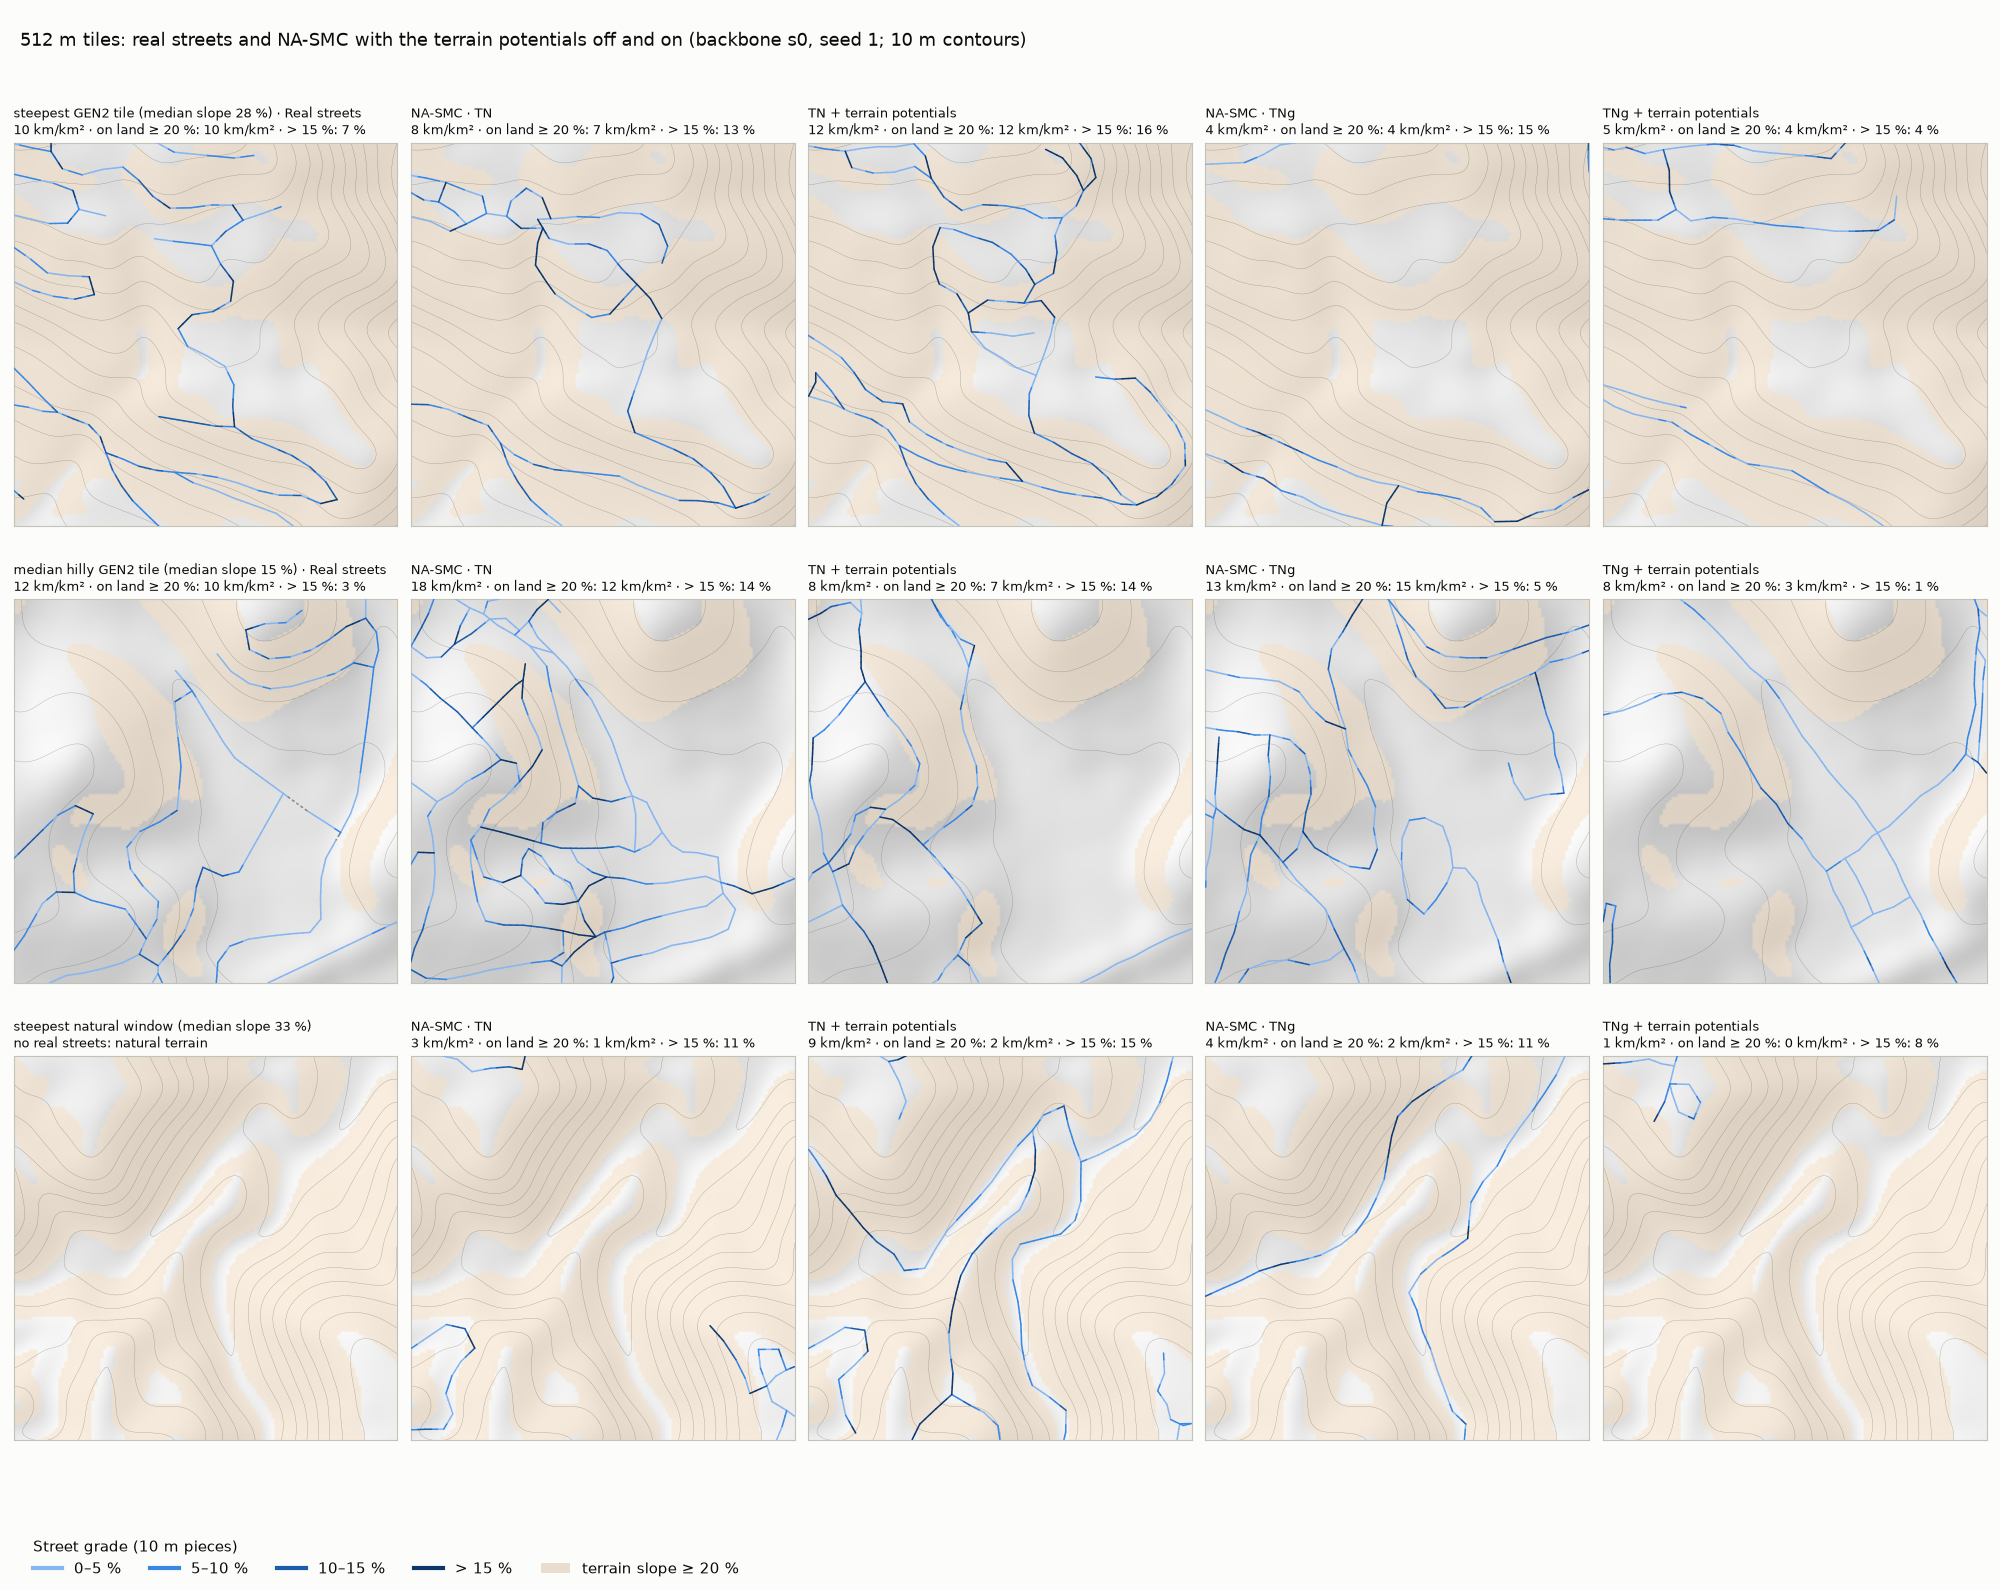 512 m tiles: real streets and NA-SMC with the terrain potentials off and on (backbone s0, seed 1; 10 m contours)
steepest GEN2 tile (median slope 28 %) · Real streets
10 km/km² · on land ≥ 20 %: 10 km/km² · > 15 %: 7 %
NA-SMC · TN
8 km/km² · on land ≥ 20 %: 7 km/km² · > 15 %: 13 %
TN + terrain potentials
12 km/km² · on land ≥ 20 %: 12 km/km² · > 15 %: 16 %
NA-SMC · TNg
4 km/km² · on land ≥ 20 %: 4 km/km² · > 15 %: 15 %
TNg + terrain potentials
5 km/km² · on land ≥ 20 %: 4 km/km² · > 15 %: 4 %
median hilly GEN2 tile (median slope 15 %) · Real streets
12 km/km² · on land ≥ 20 %: 10 km/km² · > 15 %: 3 %
NA-SMC · TN
18 km/km² · on land ≥ 20 %: 12 km/km² · > 15 %: 14 %
TN + terrain potentials
8 km/km² · on land ≥ 20 %: 7 km/km² · > 15 %: 14 %
NA-SMC · TNg
13 km/km² · on land ≥ 20 %: 15 km/km² · > 15 %: 5 %
TNg + terrain potentials
8 km/km² · on land ≥ 20 %: 3 km/km² · > 15 %: 1 %
steepest natural window (median slope 33 %)
no real streets: natural terrain
NA-SMC · TN
3 km/km² · on land ≥ 20 %: 1 km/km² · > 15 %: 11 %
TN + terrain potentials
9 km/km² · on land ≥ 20 %: 2 km/km² · > 15 %: 15 %
NA-SMC · TNg
4 km/km² · on land ≥ 20 %: 2 km/km² · > 15 %: 11 %
TNg + terrain potentials
1 km/km² · on land ≥ 20 %: 0 km/km² · > 15 %: 8 %
Street grade (10 m pieces)
0–5 %
5–10 %
10–15 %
> 15 %
terrain slope ≥ 20 %